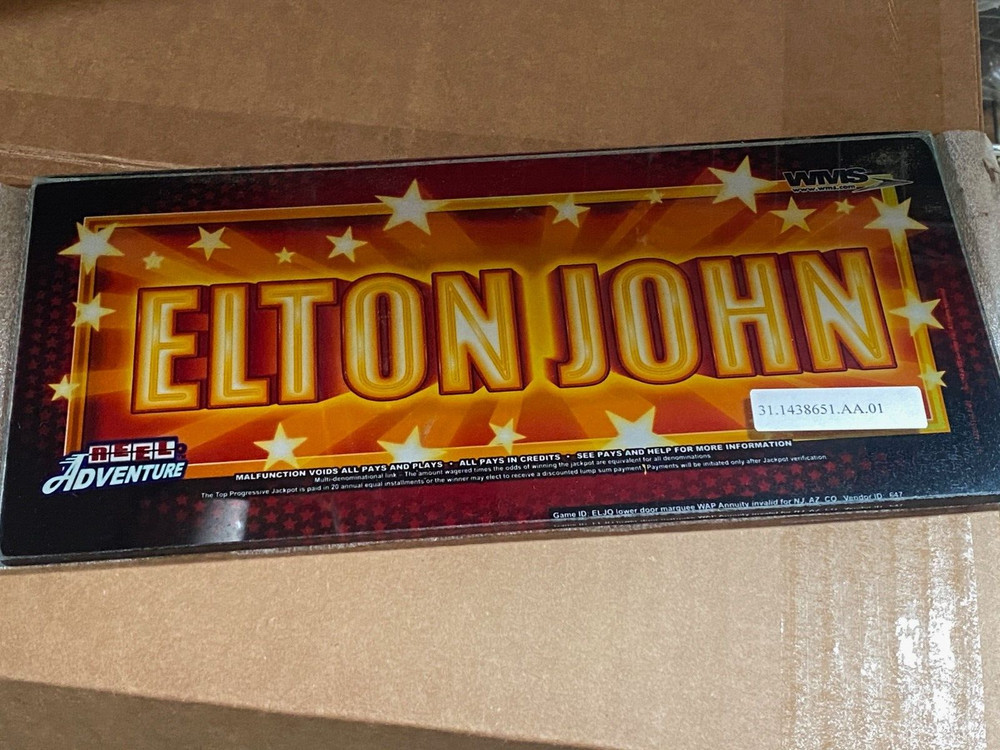 WMS
www.wms.com
ELTON JOHN
31.1438651.AA.01
REEL
ADVENTURE
MALFUNCTION VOIDS ALL PAYS AND PLAYS • ALL PAYS IN CREDITS • SEE PAYS AND HELP FOR MORE INFORMATION
Multi-denominational link - The amount wagered times the odds of winning the jackpot are equivalent for all denominations
The Top Progressive Jackpot is paid in 20 annual equal installments or the winner may elect to receive a discounted lump sum payment. Payments will be initiated only after Jackpot verification.
Game ID: ELJO lower door marquee WAP Annuity invalid for NJ, AZ, CO Vendor ID: 647